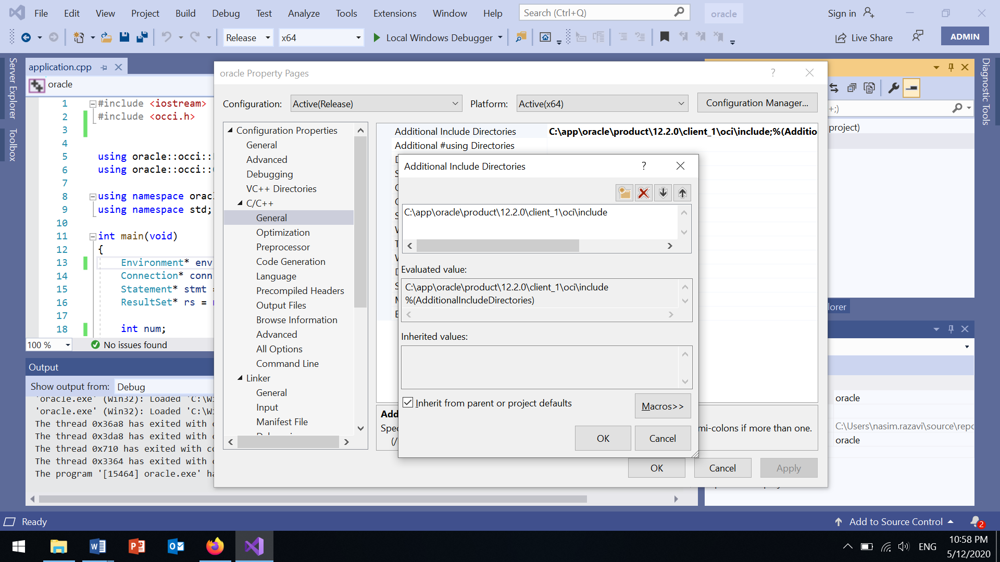 File Edit View Project Build Debug Test Analyze Tools Extensions Window Help Search (Ctrl+Q) oracle Sign in
Release x64 Local Windows Debugger Live Share ADMIN
Server Explorer
Toolbox
Diagnostic Tools
application.cpp
oracle
1 #include <iostream>
2 #include <occi.h>
3
4
5 using oracle::occi::
6 using oracle::occi::
7
8 using namespace
9 using namespace std;
10
11 int main(void)
12 {
13 Environment* env
14 Connection* conn
15 Statement* stmt =
16 ResultSet* rs =
17
18 int num;
100 % No issues found
Output
Show output from: Debug
'oracle.exe' (Win32): Loaded 'C:\Wi
'oracle.exe' (Win32): Loaded 'C:\Wi
The thread 0x36a8 has exited with
The thread 0x3da8 has exited with
The thread 0x710 has exited with
The thread 0x3364 has exited with
The program '[15464] oracle.exe'
oracle Property Pages ?
Configuration: Active(Release) Platform: Active(x64) Configuration Manager...
Configuration Properties
General
Advanced
Debugging
VC++ Directories
C/C++
General
Optimization
Preprocessor
Code Generation
Language
Precompiled Headers
Output Files
Browse Information
Advanced
All Options
Command Line
Linker
General
Input
Manifest File
Additional Include Directories C:\app\oracle\product\12.2.0\client_1\oci\include;%(Additio
Additional #using Directories
Additional Include Directories ?
C:\app\oracle\product\12.2.0\client_1\oci\include
Evaluated value:
C:\app\oracle\product\12.2.0\client_1\oci\include
%(AdditionalIncludeDirectories)
Inherited values:
Inherit from parent or project defaults
Macros>>
OK Cancel
Add
Spec
(/
mi-colons if more than one.
OK Cancel Apply
+;)
project)
lorer
oracle
C:\Users\nasim.razavi\source\repo
oracle
Ready Add to Source Control 2
ENG 10:58 PM
5/12/2020